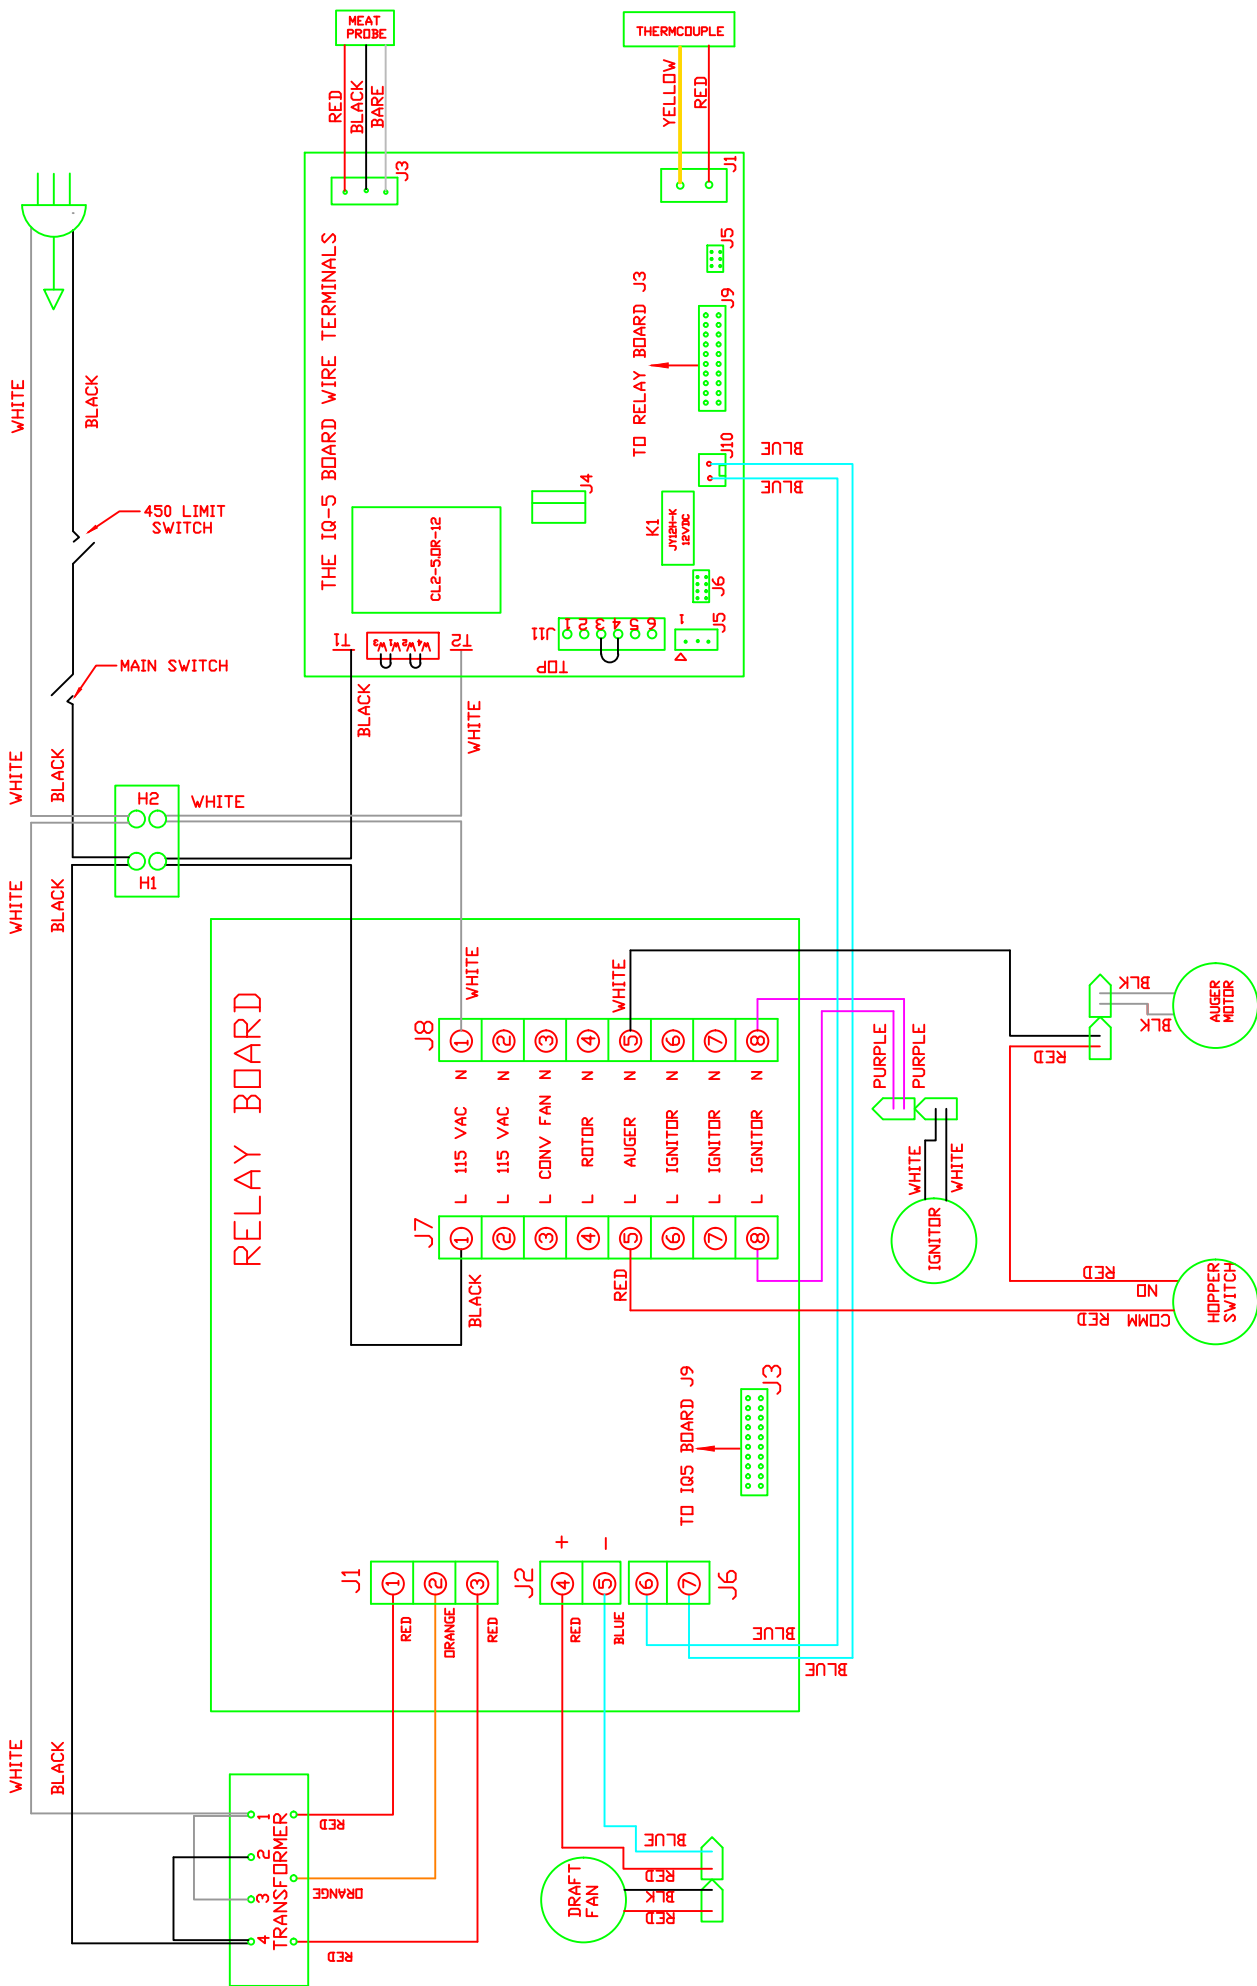 MEAT
PROBE
THERMCOUPLE
RED
BLACK
BARE
YELLOW
RED
J3
J1
WHITE
BLACK
450 LIMIT
SWITCH
MAIN SWITCH
THE IQ-5 BOARD WIRE TERMINALS
TO RELAY BOARD J3
J5
J9
J10
BLUE
BLUE
J4
CL2-5.0R-12
K1
JY12H-K
12VDC
J6
J5
1
J11
1
2
3
4
5
6
TOP
T1
W3
W1
W2
W4
T2
BLACK
WHITE
WHITE
BLACK
H2
WHITE
H1
WHITE
BLACK
RELAY BOARD
WHITE
WHITE
J8
1
2
3
4
5
6
7
8
L 115 VAC N
L 115 VAC N
L CONV FAN N
L ROTOR N
L AUGER N
L IGNITOR N
L IGNITOR N
L IGNITOR N
J7
1
2
3
4
5
6
7
8
BLACK
RED
PURPLE
PURPLE
WHITE
WHITE
IGNITOR
BLK
BLK
AUGER
MOTOR
RED
RED
NO
COMM
RED
HOPPER
SWITCH
TO IQ5 BOARD J9
J3
J1
1
2
3
RED
ORANGE
RED
J2
4
5
+
-
RED
BLUE
6
7
J6
BLUE
BLUE
WHITE
BLACK
1
2
3
4
TRANSFORMER
RED
ORANGE
RED
DRAFT
FAN
BLUE
RED
BLK
RED